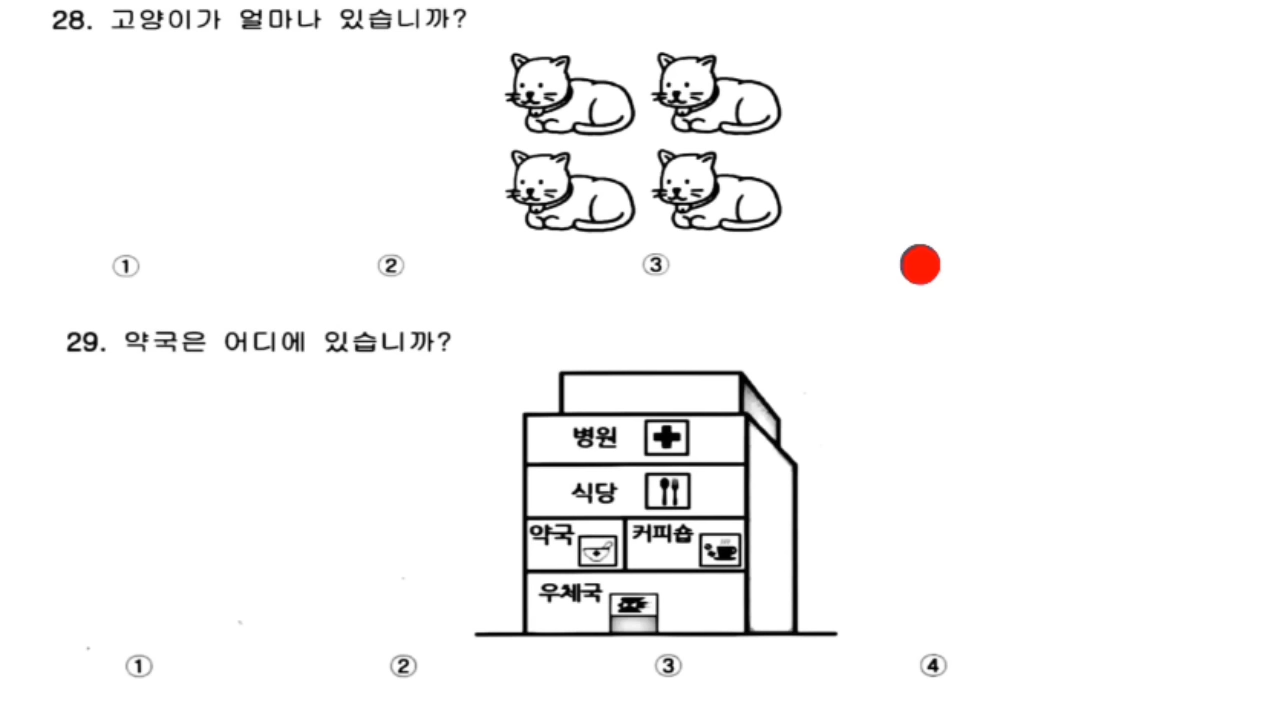 28. 고양이가 얼마나 있습니까?
① ② ③
29. 약국은 어디에 있습니까?
병원
식당
약국 커피숍
우체국
① ② ③ ④